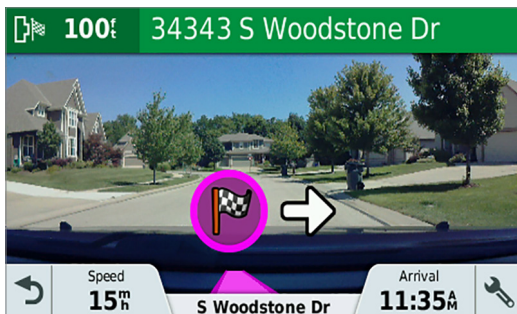 100ft 34343 S Woodstone Dr
Speed
15mh
S Woodstone Dr
Arrival
11:35AM